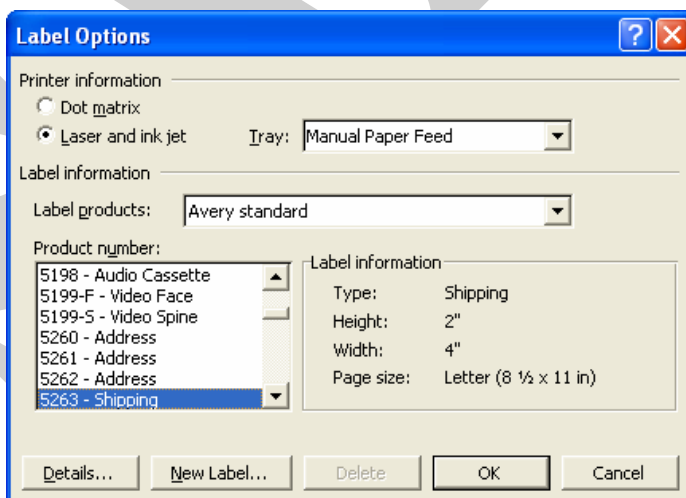 Label Options
Printer information
Dot matrix
Laser and ink jet Tray: Manual Paper Feed
Label information
Label products: Avery standard
Product number:
5198 - Audio Cassette
5199-F - Video Face
5199-S - Video Spine
5260 - Address
5261 - Address
5262 - Address
5263 - Shipping
Label information
Type: Shipping
Height: 2"
Width: 4"
Page size: Letter (8 ½ x 11 in)
Details... New Label... Delete OK Cancel